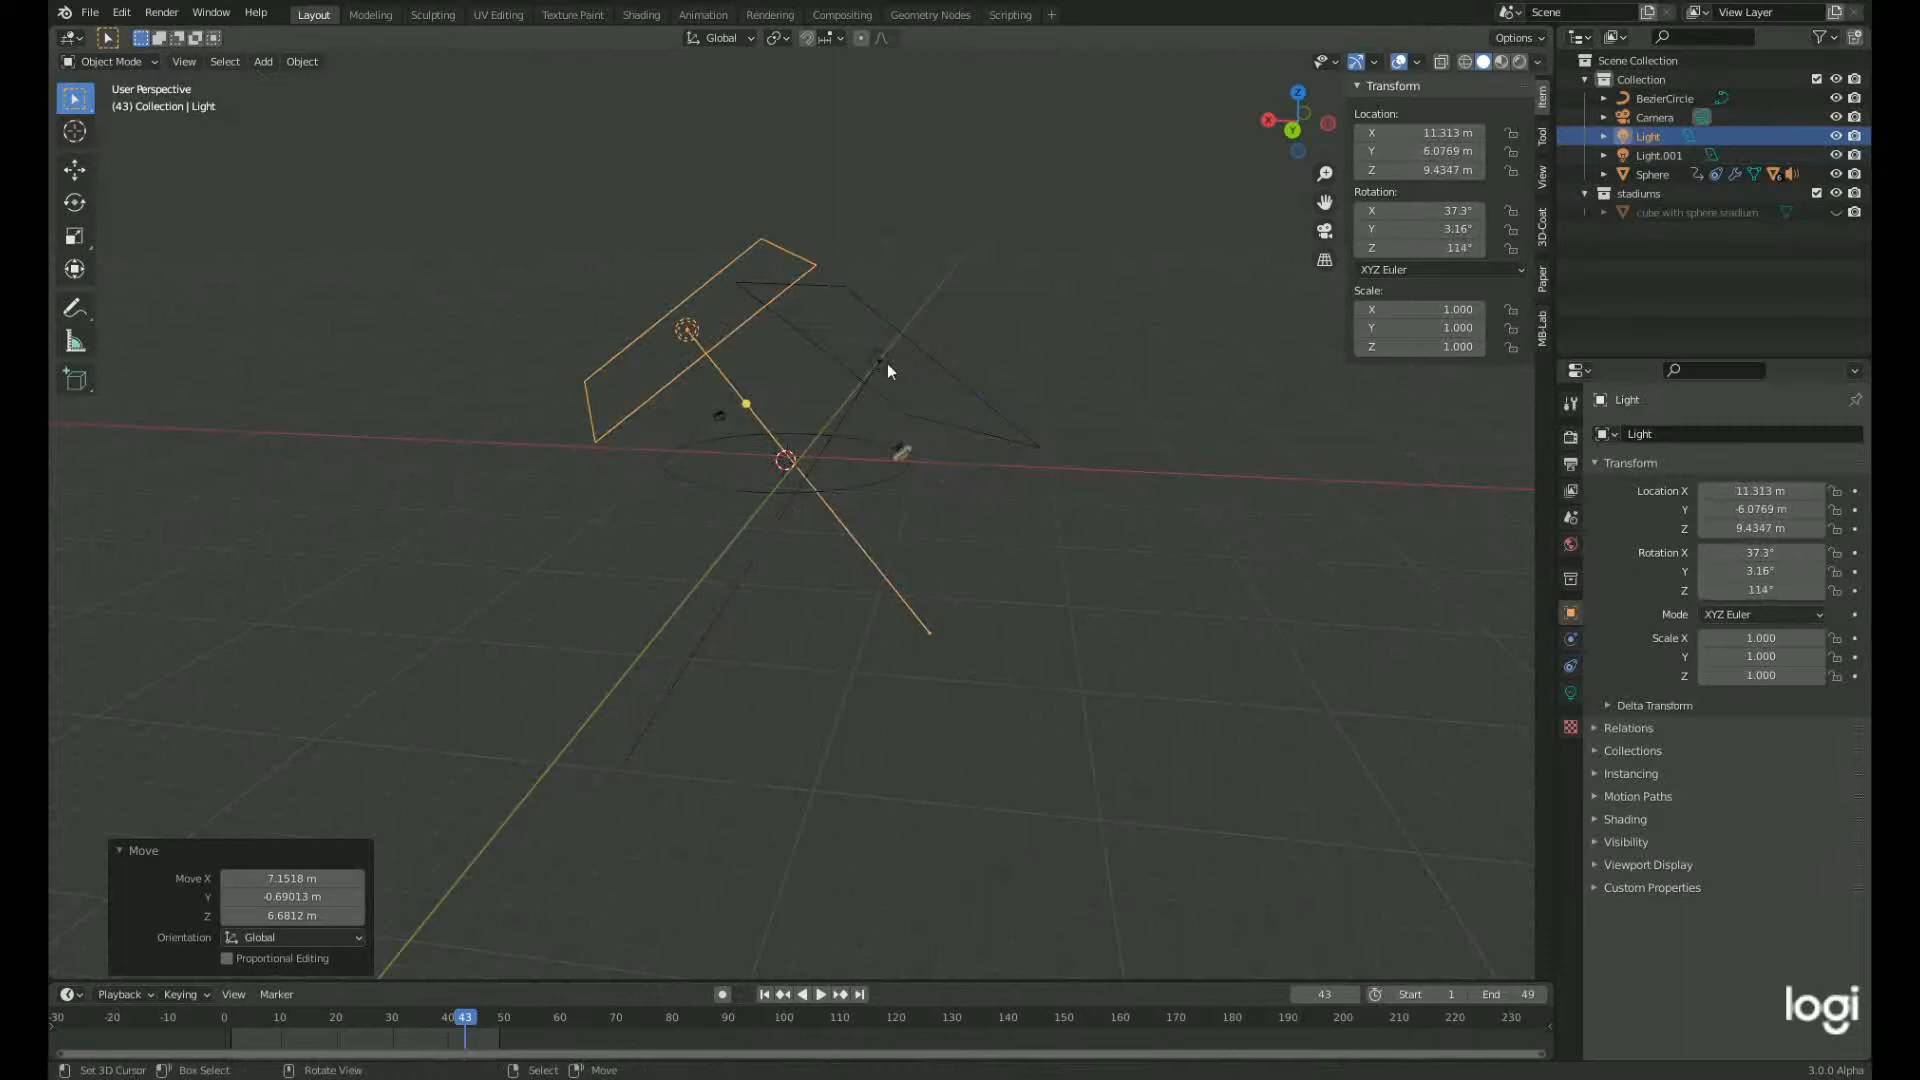 File Edit Render Window Help Layout Modeling Sculpting UV Editing Texture Paint Shading Animation Rendering Compositing Geometry Nodes Scripting + Scene View Layer
Global Options
Object Mode View Select Add Object
User Perspective
(43) Collection | Light
Z
X
Y
Transform
Location:
X 11.313 m
Y 6.0769 m
Z 9.4347 m
Rotation:
X 37.3°
Y 3.16°
Z 114°
XYZ Euler
Scale:
X 1.000
Y 1.000
Z 1.000
Item
Tool
View
3D-Coat
Paper
MB-Lab
Scene Collection
Collection
BezierCircle
Camera
Light
Light.001
Sphere 6
stadiums
cube with sphere stadium
Light
Light
Transform
Location X 11.313 m
Y -6.0769 m
Z 9.4347 m
Rotation X 37.3°
Y 3.16°
Z 114°
Mode XYZ Euler
Scale X 1.000
Y 1.000
Z 1.000
Delta Transform
Relations
Collections
Instancing
Motion Paths
Shading
Visibility
Viewport Display
Custom Properties
Move
Move X 7.1518 m
Y -0.69013 m
Z 6.6812 m
Orientation Global
Proportional Editing
Playback Keying View Marker 43 Start 1 End 49
-30 -20 -10 0 10 20 30 40 43 50 60 70 80 90 100 110 120 130 140 150 160 170 180 190 200 210 220 230
logi
Set 3D Cursor Box Select Rotate View Select Move 3.0.0 Alpha